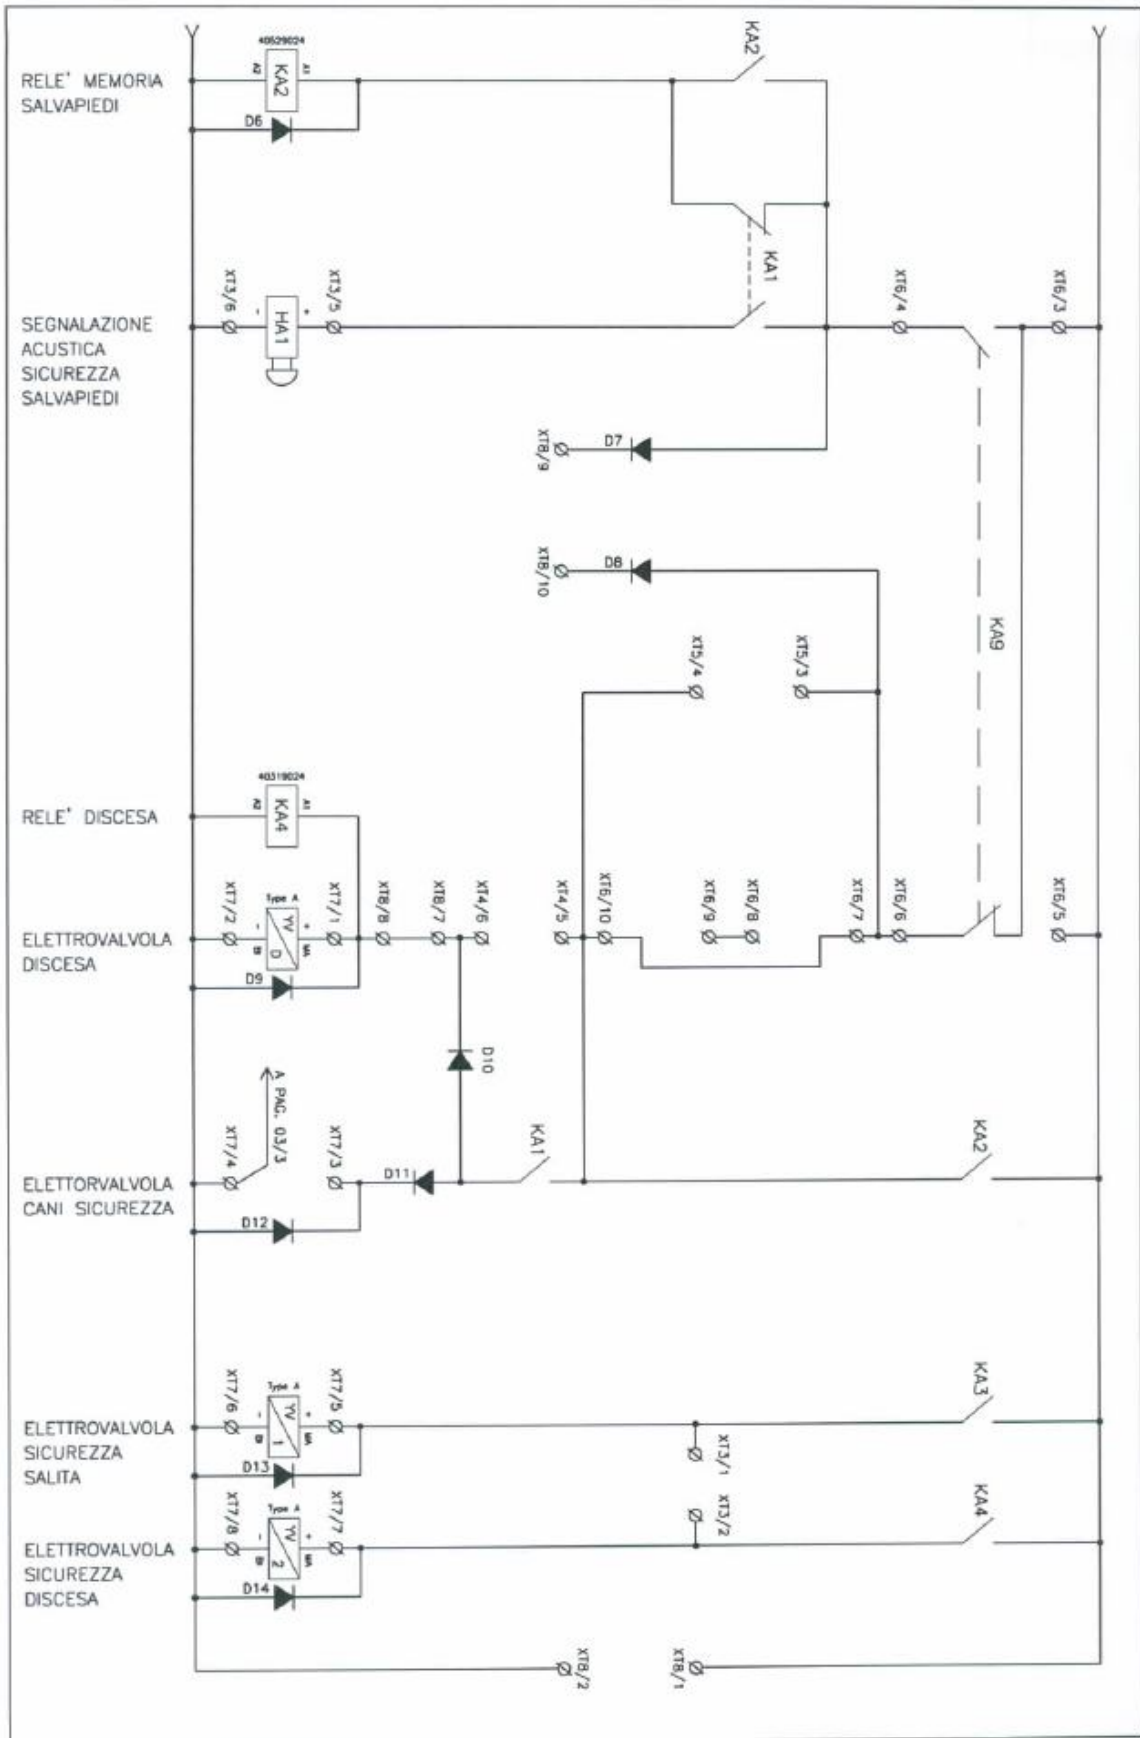 RELE' MEMORIA
SALVAPIEDI
40529024
A2
KA2
A1
D6
KA2
KA1
SEGNALAZIONE
ACUSTICA
SICUREZZA
SALVAPIEDI
XT3/6
-
HA1
+
XT3/5
XT6/4
XT6/3
XT8/9
D7
XT8/10
D8
KA9
XT5/4
XT5/3
RELE' DISCESA
40319024
A2
KA4
A1
ELETTROVALVOLA
DISCESA
XT7/2
Type A
-
YV
D
+
XT7/1
XT8/8
XT8/7
XT4/6
XT4/5
XT6/10
XT6/9
XT6/8
XT6/7
XT6/6
XT6/5
D9
D10
A PAG. 03/3
ELETTORVALVOLA
CANI SICUREZZA
XT7/4
XT7/3
D11
KA1
KA2
D12
ELETTROVALVOLA
SICUREZZA
SALITA
XT7/6
Type A
-
YV
1
+
XT7/5
XT3/1
KA3
D13
ELETTROVALVOLA
SICUREZZA
DISCESA
XT7/8
Type A
-
YV
2
+
XT7/7
XT3/2
KA4
D14
XT8/2
XT8/1